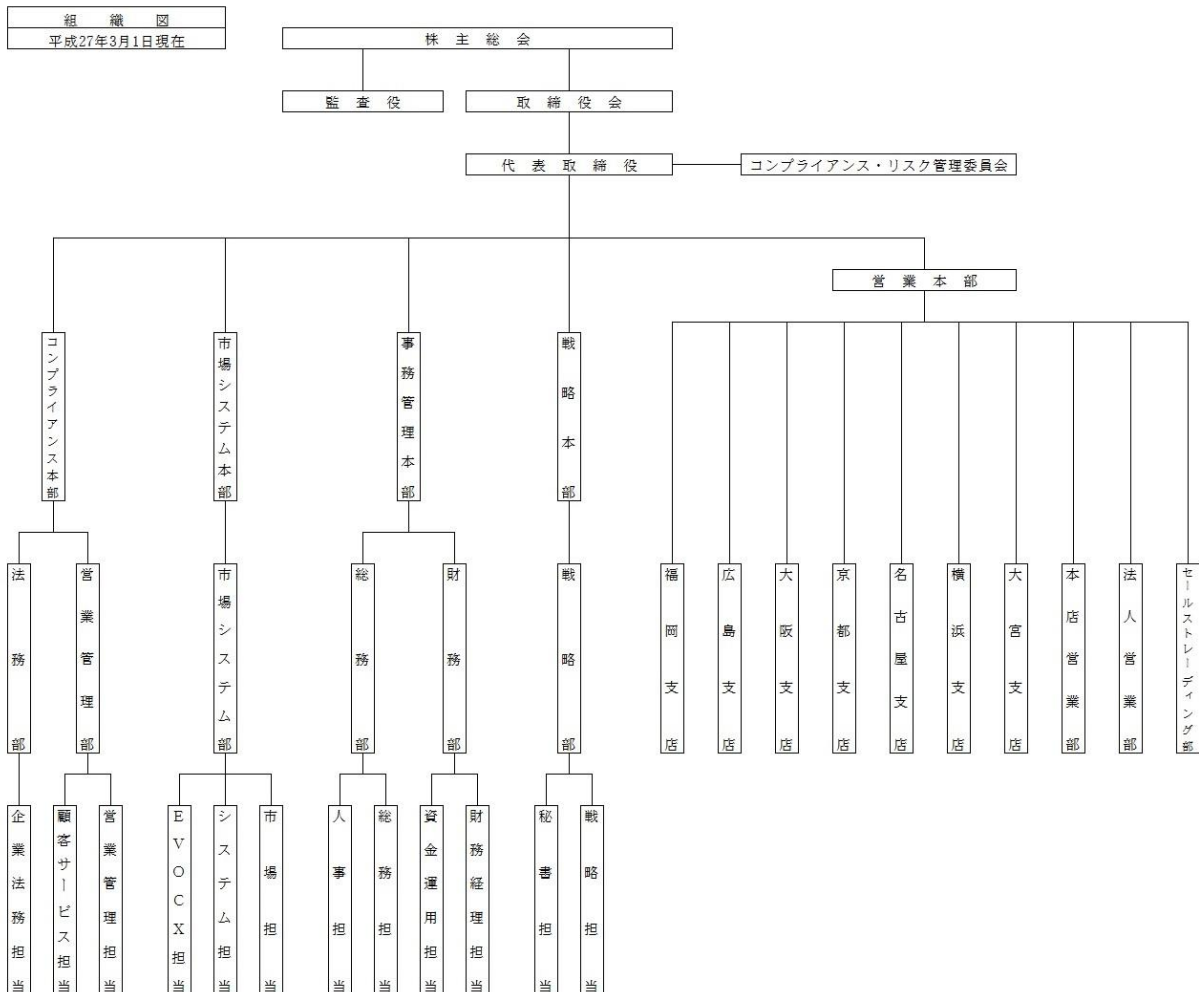 組織図
平成27年3月1日現在
株主総会
監査役
取締役会
代表取締役
コンプライアンス・リスク管理委員会
営業本部
コンプライアンス本部
市場システム本部
事務管理本部
戦略本部
法務部
営業管理部
市場システム部
総務部
財務部
戦略部
福岡支店
広島支店
大阪支店
京都支店
名古屋支店
横浜支店
大宮支店
本店営業部
法人営業部
セールストレーディング部
企業法務担当
顧客サービス担当
営業管理担当
EVOCX担当
システム担当
市場担当
人事担当
総務担当
資金運用担当
財務経理担当
秘書担当
戦略担当